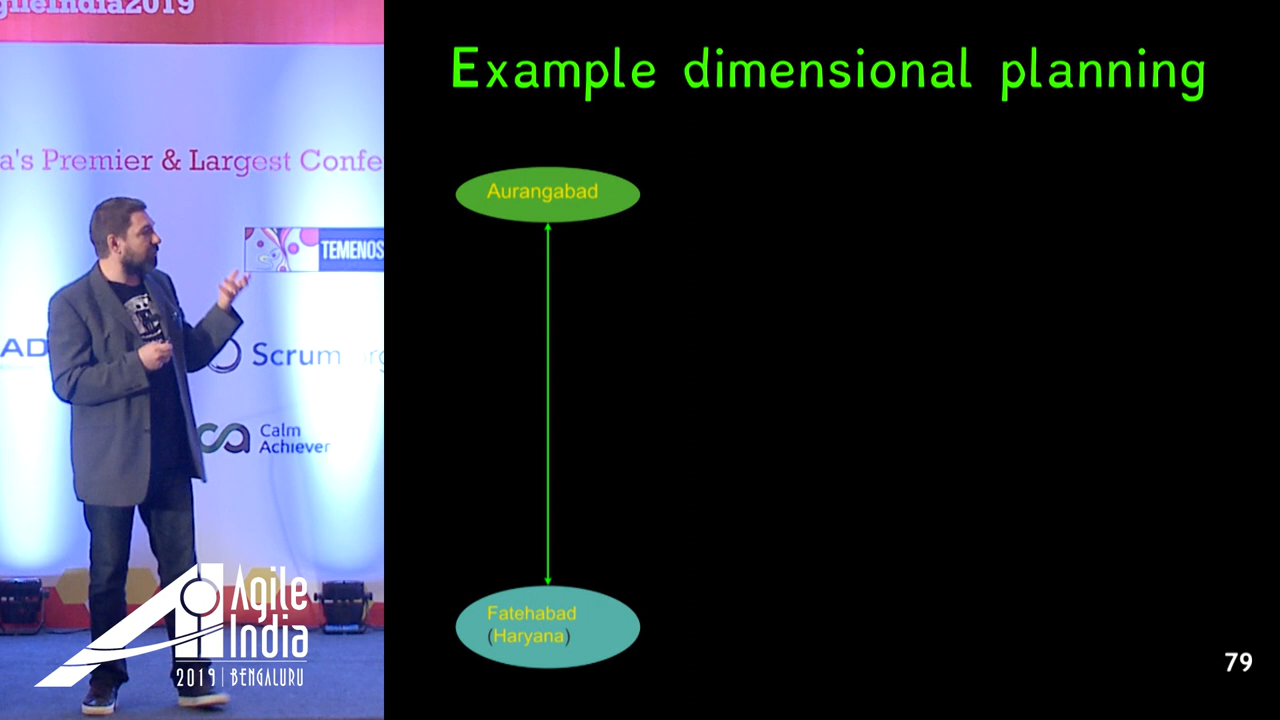 gileIndia2019
a's Premier & Largest Confe
TEMENOS
AD
Scrum org
Calm
Achiever
Agile
India
2019 | BENGALURU
Example dimensional planning
Aurangabad
Fatehabad
(Haryana)
79